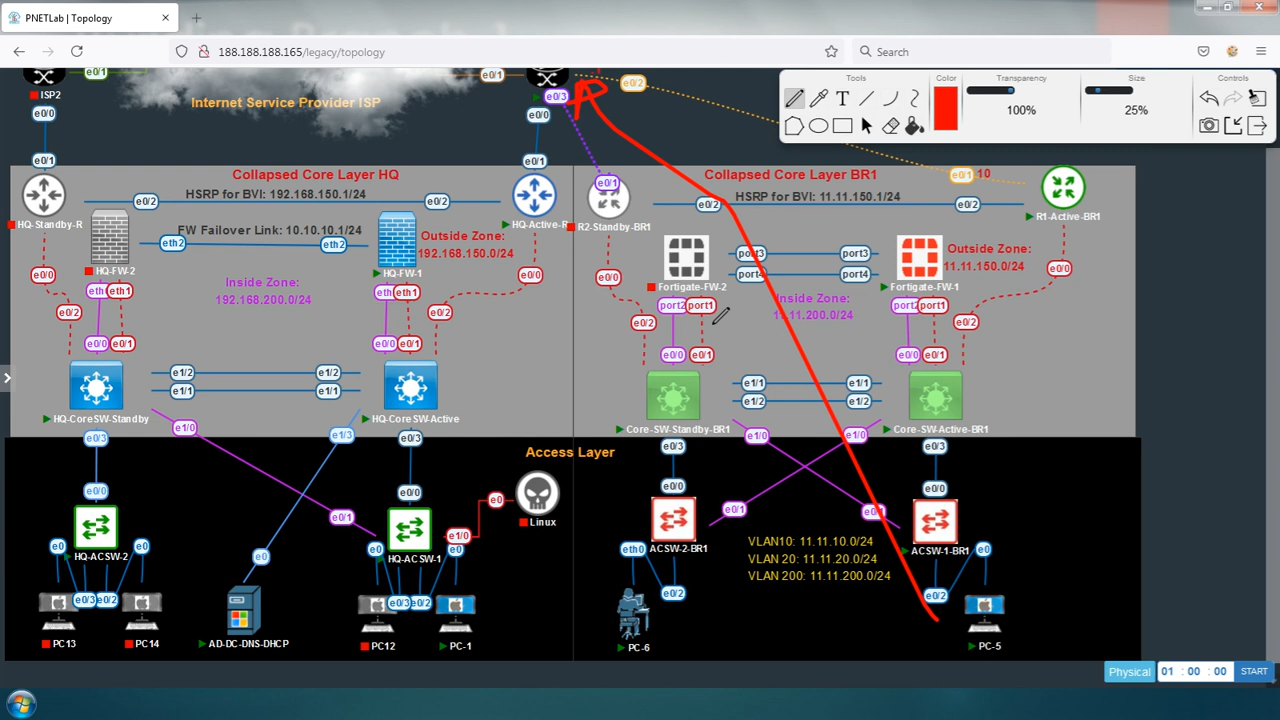 PNETLab | Topology
188.188.188.165/legacy/topology
Search
Tools
Color
Transparency
Size
Controls
T
100%
25%
e0/1
e0/1
e0/2
ISP2
Internet Service Provider ISP
e0/3
e0/0
e0/0
e0/1
e0/1
Collapsed Core Layer HQ
Collapsed Core Layer BR1
e0/1
10
e0/1
HSRP for BVI: 192.168.150.1/24
HSRP for BVI: 11.11.150.1/24
e0/2
e0/2
e0/2
e0/2
HQ-Standby-R
HQ-Active-R
R2-Standby-BR1
R1-Active-BR1
FW Failover Link: 10.10.10.1/24
Outside Zone:
192.168.150.0/24
eth2
eth2
Outside Zone:
11.11.150.0/24
port3
port3
port4
port4
HQ-FW-2
HQ-FW-1
Fortigate-FW-2
Fortigate-FW-1
e0/0
e0/0
e0/0
e0/0
Inside Zone:
192.168.200.0/24
Inside Zone:
11.11.200.0/24
eth1
eth1
port2
port1
port2
port1
e0/2
e0/2
e0/2
e0/2
e0/0
e0/1
e0/0
e0/1
e0/0
e0/1
e0/0
e0/1
e1/2
e1/2
e1/1
e1/1
e1/1
e1/1
e1/2
e1/2
HQ-CoreSW-Standby
HQ-CoreSW-Active
Core-SW-Standby-BR1
Core-SW-Active-BR1
e1/0
e1/3
e1/0
e1/0
e0/3
e0/3
e0/3
e0/3
Access Layer
e0/0
e0/0
e0/0
e0/0
e0
e0/1
e0/1
Linux
e1/0
HQ-ACSW-2
HQ-ACSW-1
ACSW-2-BR1
ACSW-1-BR1
e0
e0
e0
e0
e0
eth0
e0
VLAN10: 11.11.10.0/24
VLAN 20: 11.11.20.0/24
VLAN 200: 11.11.200.0/24
e0/3
e0/2
e0/3
e0/2
e0/2
e0/2
PC13
PC14
AD-DC-DNS-DHCP
PC12
PC-1
PC-6
PC-5
Physical
01 : 00 : 00
START